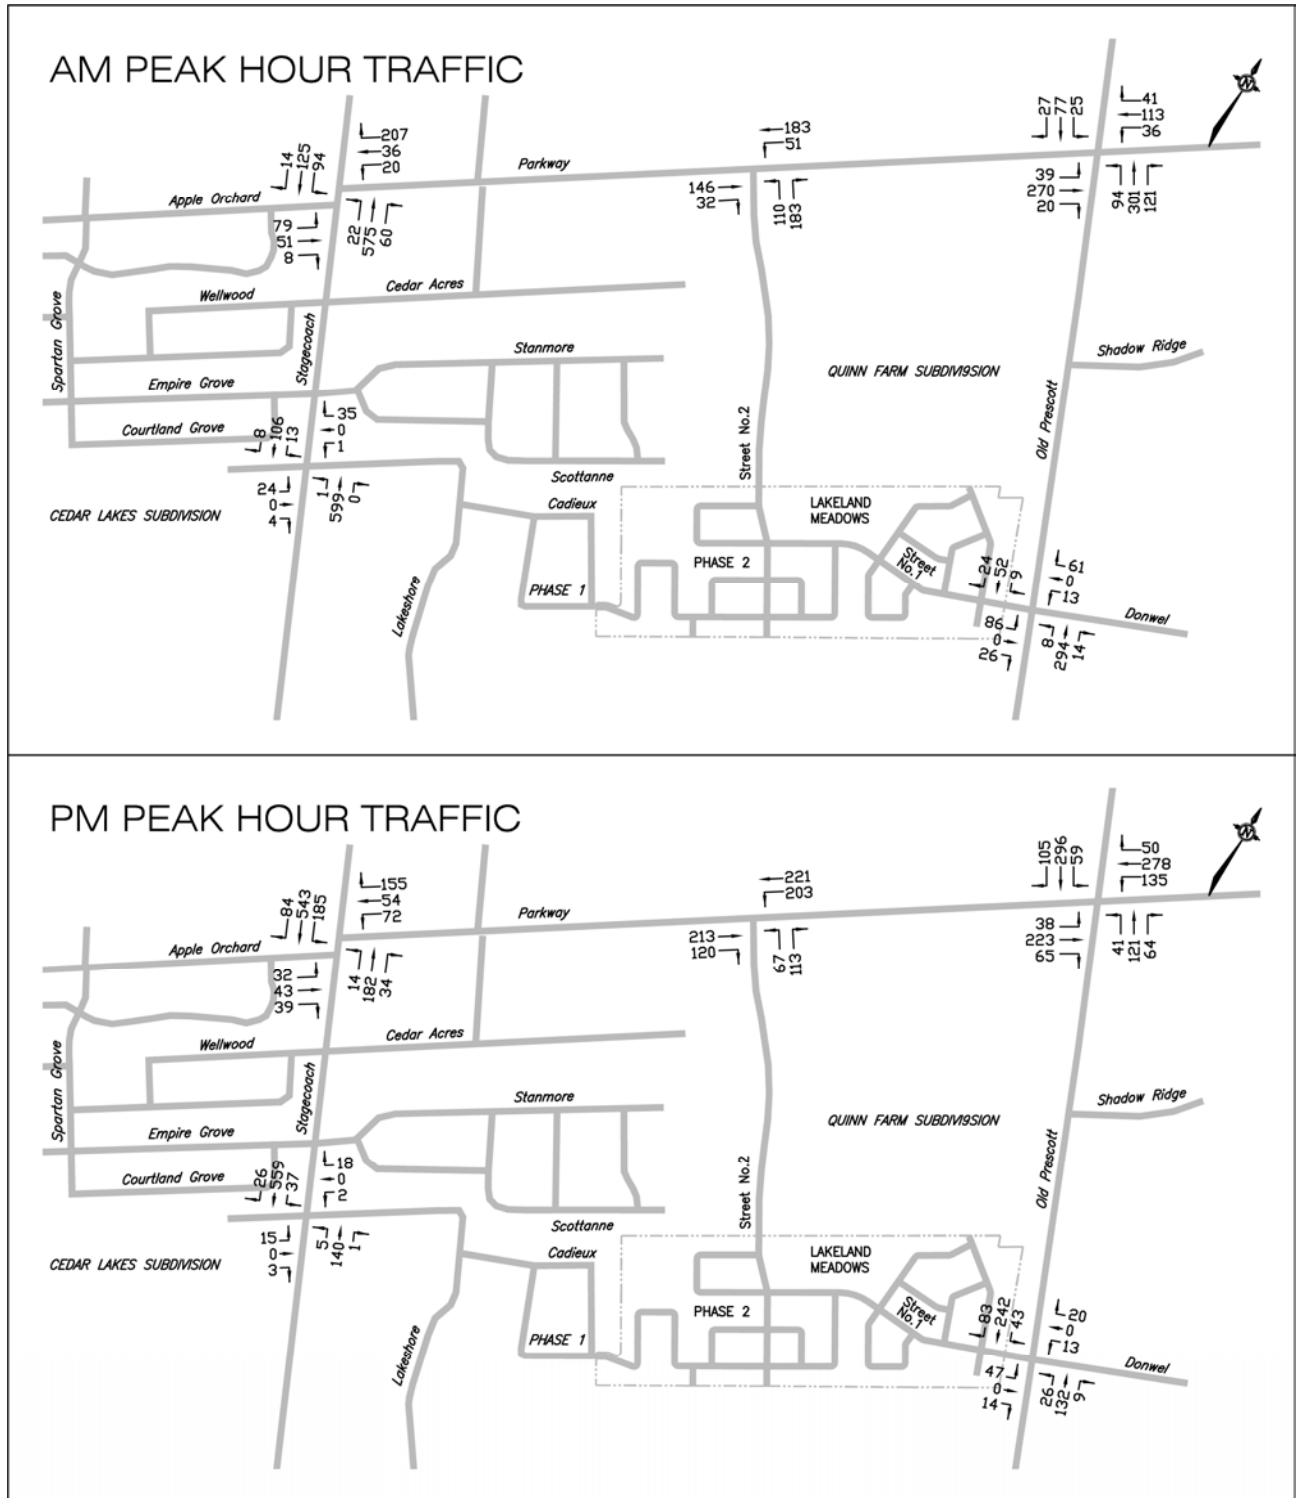 AM PEAK HOUR TRAFFIC
N
207
36
20
14
125
94
Apple Orchard
79
51
8
22
575
60
Parkway
183
51
146
32
110
183
27
77
25
41
113
36
39
270
20
94
301
121
Spartan Grove
Wellwood
Cedar Acres
Stagecoach
Stanmore
Empire Grove
Courtland Grove
8
106
13
35
0
1
24
0
4
1
599
0
CEDAR LAKES SUBDIVISION
Scottanne
Cadieux
Lakeshore
PHASE 1
PHASE 2
LAKELAND
MEADOWS
Street No.2
QUINN FARM SUBDIVI9SION
Old Prescott
Shadow Ridge
Street
No.1
24
52
9
61
0
13
Donwel
86
0
26
8
294
14
PM PEAK HOUR TRAFFIC
N
155
54
72
84
543
185
Apple Orchard
32
43
39
14
182
34
Parkway
221
203
213
120
67
113
105
296
59
50
278
135
38
223
65
41
121
64
Spartan Grove
Wellwood
Cedar Acres
Stagecoach
Stanmore
Empire Grove
Courtland Grove
26
559
37
18
0
2
15
0
3
5
140
1
CEDAR LAKES SUBDIVISION
Scottanne
Cadieux
Lakeshore
PHASE 1
PHASE 2
LAKELAND
MEADOWS
Street No.2
QUINN FARM SUBDIVI9SION
Old Prescott
Shadow Ridge
Street
No.1
83
242
43
20
0
13
Donwel
47
0
14
26
132
9